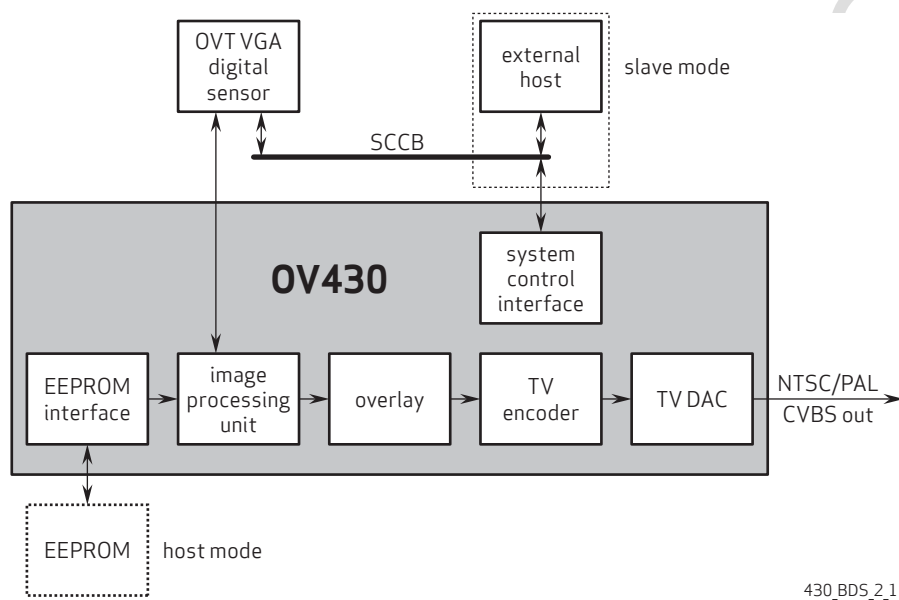 OVT VGA
digital
sensor
external
host
slave mode
SCCB
OV430
system
control
interface
EEPROM
interface
image
processing
unit
overlay
TV
encoder
TV DAC
NTSC/PAL
CVBS out
EEPROM
host mode
430_BDS_2_1